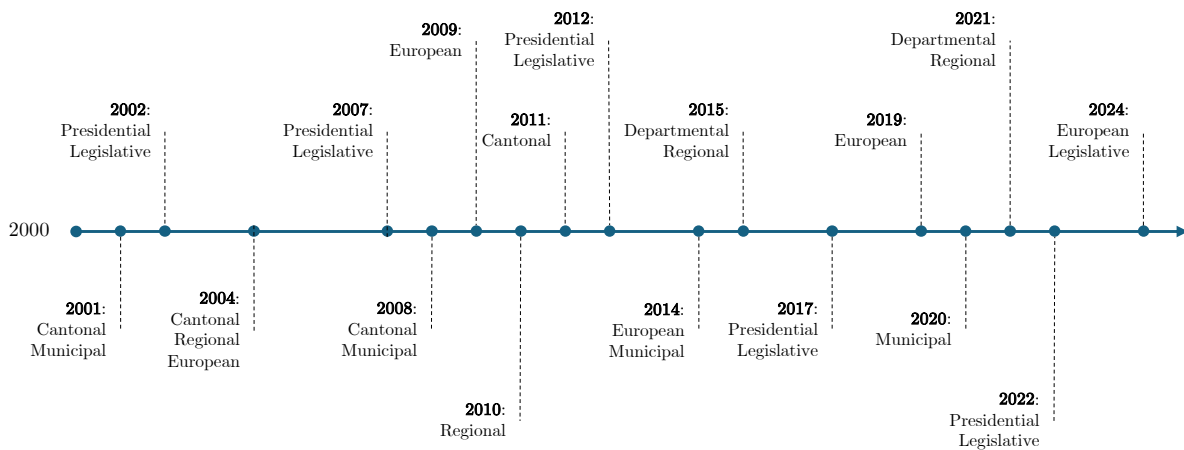 2012:
Presidential
Legislative
2021:
Departmental
Regional
2009:
European
2002:
Presidential
Legislative
2007:
Presidential
Legislative
2011:
Cantonal
2015:
Departmental
Regional
2019:
European
2024:
European
Legislative
2000
2001:
Cantonal
Municipal
2004:
Cantonal
Regional
European
2008:
Cantonal
Municipal
2014:
European
Municipal
2017:
Presidential
Legislative
2020:
Municipal
2010:
Regional
2022:
Presidential
Legislative